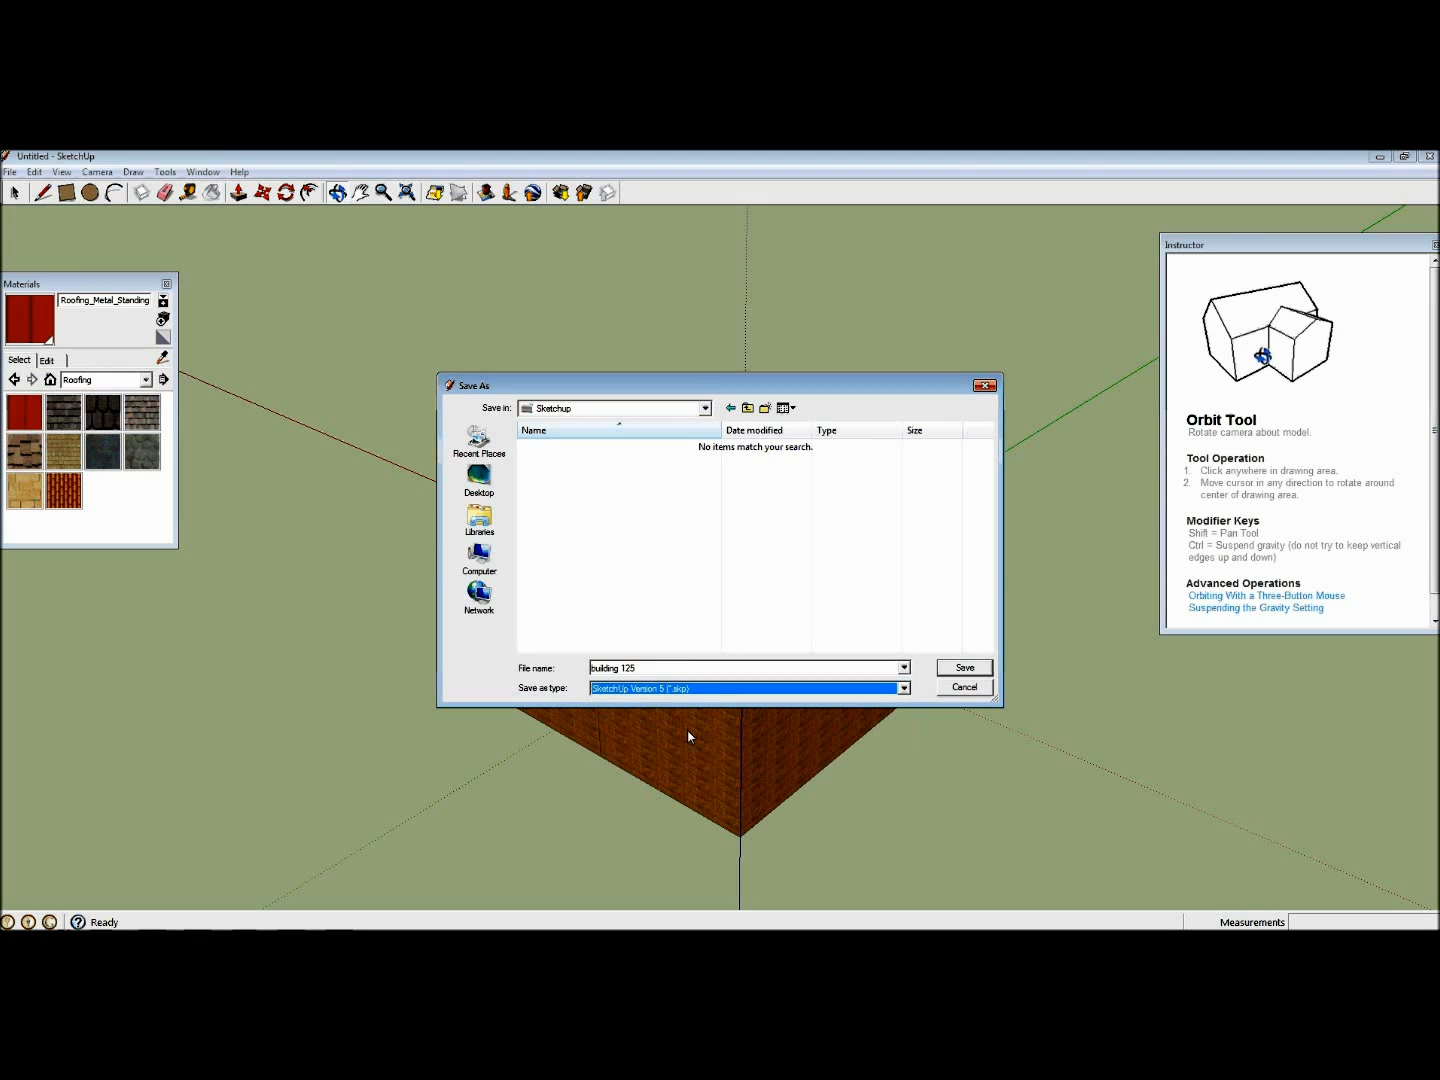 Untitled - SketchUp
File Edit View Camera Draw Tools Window Help
Materials
Roofing_Metal_Standing
Select Edit
Roofing
Save As
Save in: Sketchup
Name Date modified Type Size
No items match your search.
Recent Places
Desktop
Libraries
Computer
Network
File name: building 125 Save
Save as type: SketchUp Version 5 (*.skp) Cancel
Instructor
Orbit Tool
Rotate camera about model.
Tool Operation
1. Click anywhere in drawing area.
2. Move cursor in any direction to rotate around
center of drawing area.
Modifier Keys
Shift = Pan Tool
Ctrl = Suspend gravity (do not try to keep vertical
edges up and down)
Advanced Operations
Orbiting With a Three-Button Mouse
Suspending the Gravity Setting
Ready Measurements